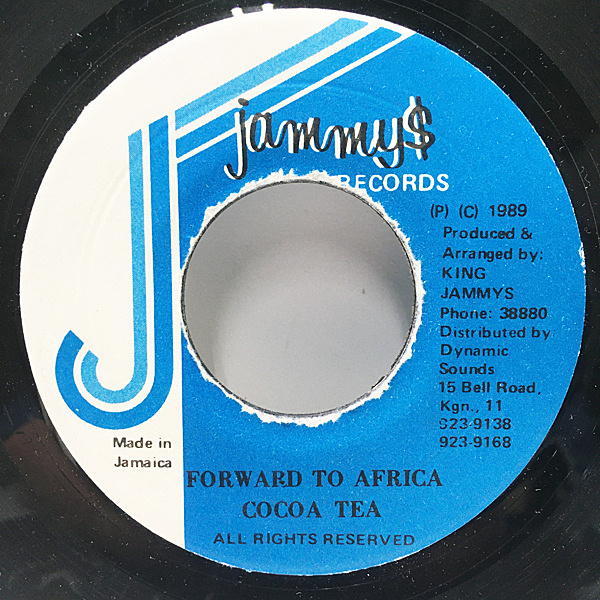 jammy$
RECORDS
(P) (C) 1989
Produced &
Arranged by:
KING
JAMMYS
Phone: 38880
Distributed by
Dynamic
Sounds
15 Bell Road,
Kgn., 11
923-9138
923-9168
Made in
Jamaica
FORWARD TO AFRICA
COCOA TEA
ALL RIGHTS RESERVED